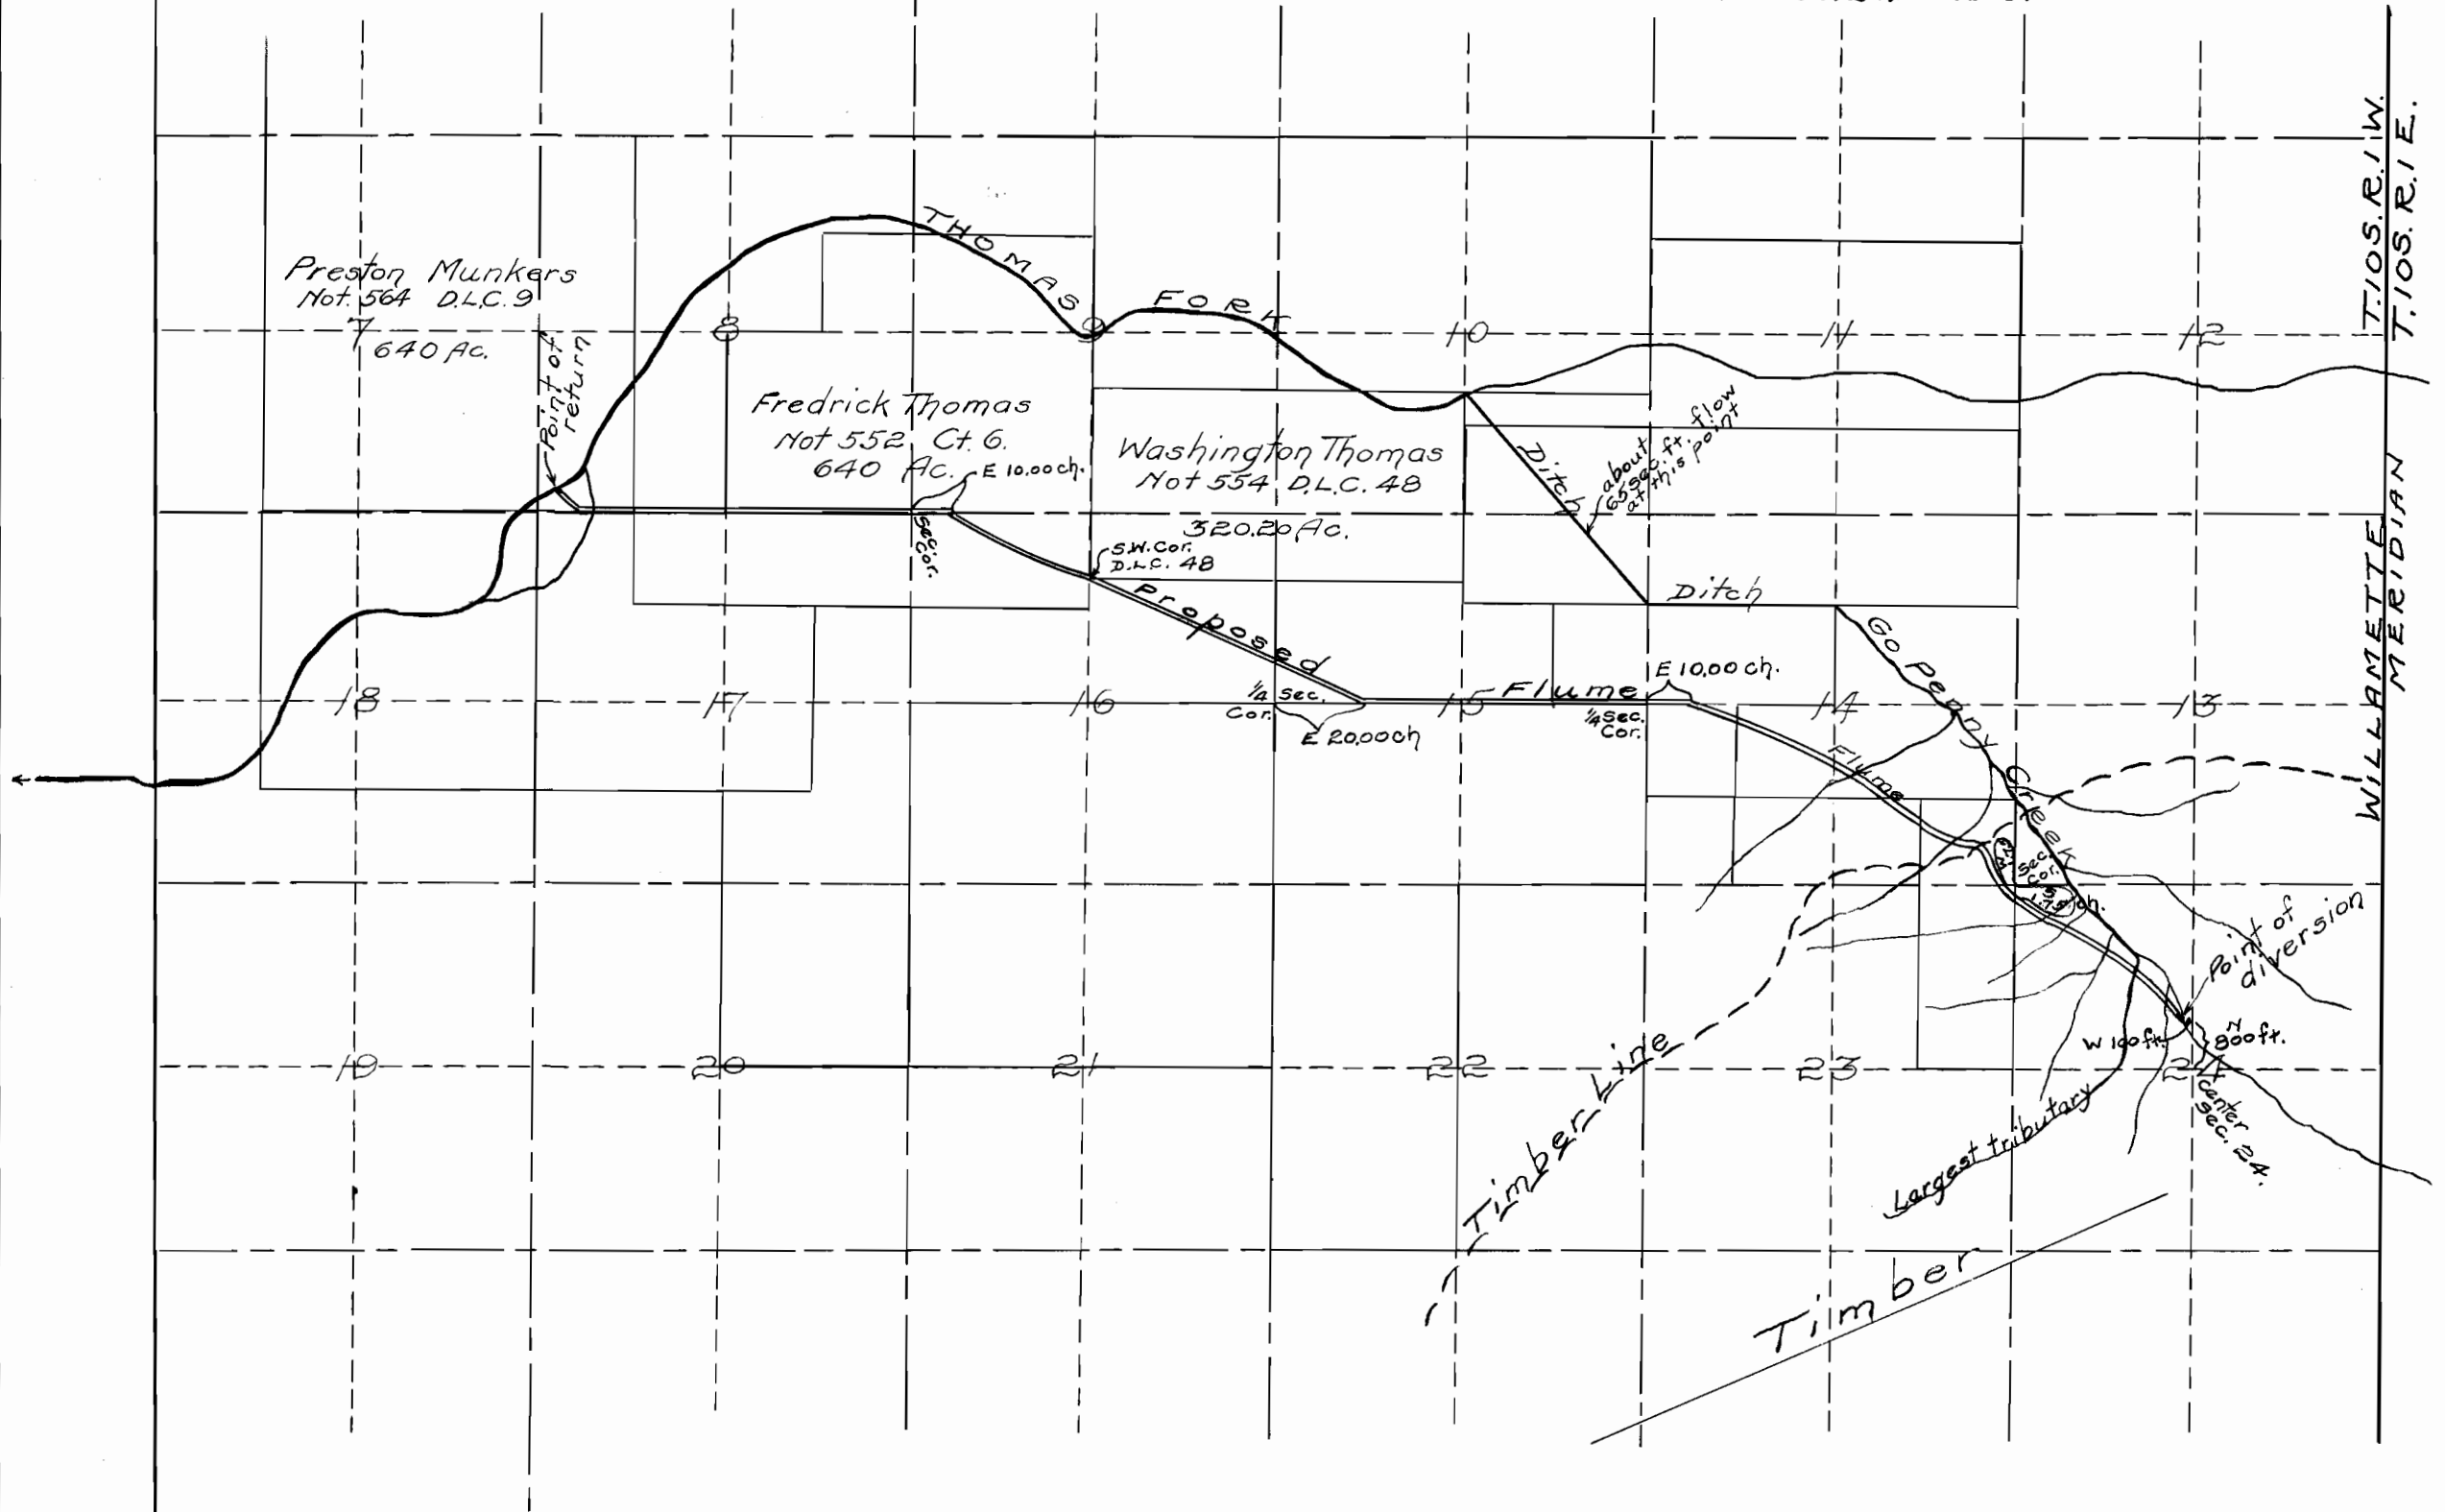 T.10S. R.1W.
T.10S. R.1E.
WILLAMETTE
MERIDIAN
Preston Munkers
Not. 564 D.L.C. 9
7
640 Ac.
Point of
return
8
THOMAS FORK
9
10
11
12
Fredrick Thomas
Not 552 Ct. 6.
640 Ac.
E 10.00 ch.
Sec.
Cor.
Washington Thomas
Not 554 D.L.C. 48
320.20 Ac.
S.W. Cor.
D.L.C. 48
Ditch
about
65 sec. ft. flow
at this point
Ditch
Go Penny Creek
Proposed Flume
E 10.00 ch.
1/4 Sec.
Cor.
E 20.00 ch
1/4 Sec.
Cor.
18
17
16
15
14
13
Flume
Sec.
Cor.
ch.
Point of
diversion
W 100 ft.
N
800 ft.
19
20
21
22
23
24
Center
Sec. 24.
Largest tributary
Timber Line
Timber